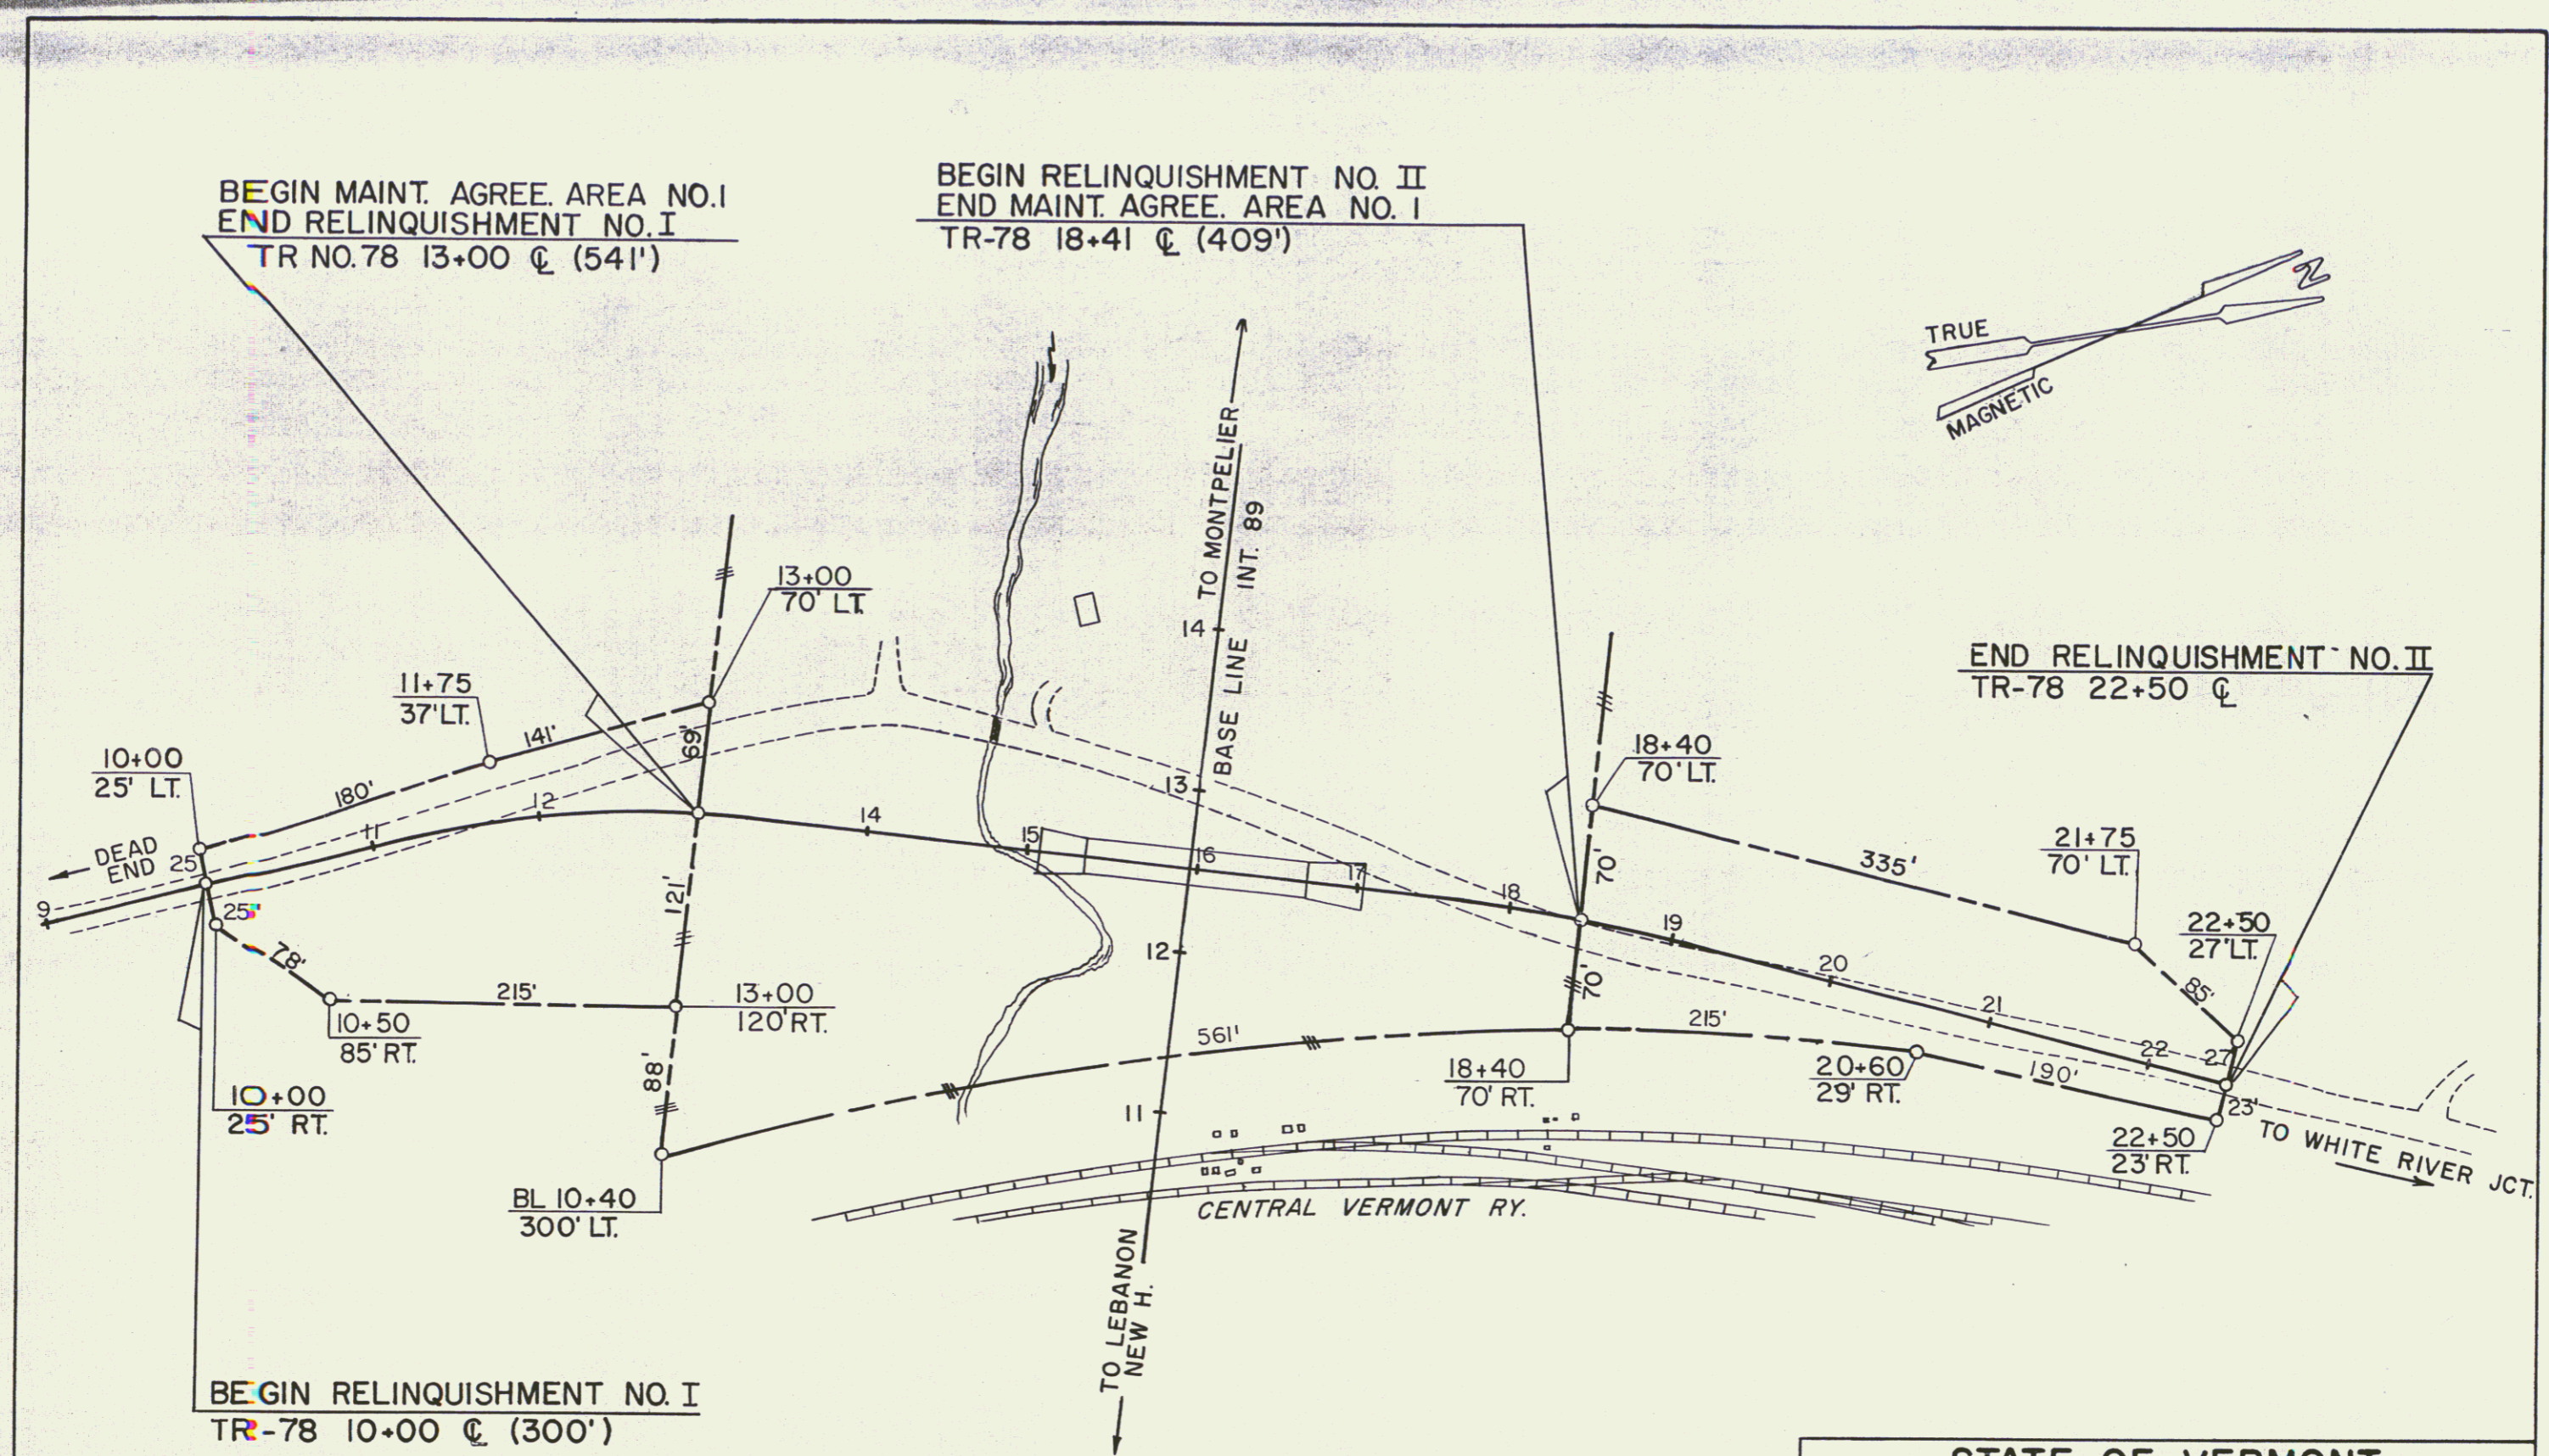 BEGIN MAINT. AGREE. AREA NO.1
END RELINQUISHMENT NO.I
TR NO.78 13+00 ℄ (541')
BEGIN RELINQUISHMENT NO. II
END MAINT. AGREE. AREA NO. 1
TR-78 18+41 ℄ (409')
N
TRUE
MAGNETIC
TO MONTPELIER
BASE LINE INT. 89
14
13
12
11
13+00
70' LT.
11+75
37' LT.
10+00
25' LT.
180'
141'
69'
DEAD
END
25
25'
9
11
12
14
15
16
17
18
19
20
21
22
END RELINQUISHMENT NO. II
TR-78 22+50 ℄
18+40
70' LT.
335'
21+75
70' LT.
22+50
27' LT.
85'
27
23'
70'
70'
78'
215'
121'
88'
10+50
85' RT.
10+00
25' RT.
13+00
120' RT.
561'
BL 10+40
300' LT.
18+40
70' RT.
215'
20+60
29' RT.
190'
22+50
23' RT.
TO WHITE RIVER JCT.
CENTRAL VERMONT RY.
TO LEBANON
NEW H.
BEGIN RELINQUISHMENT NO. I
TR-78 10+00 ℄ (300')
STATE OF VERMONT